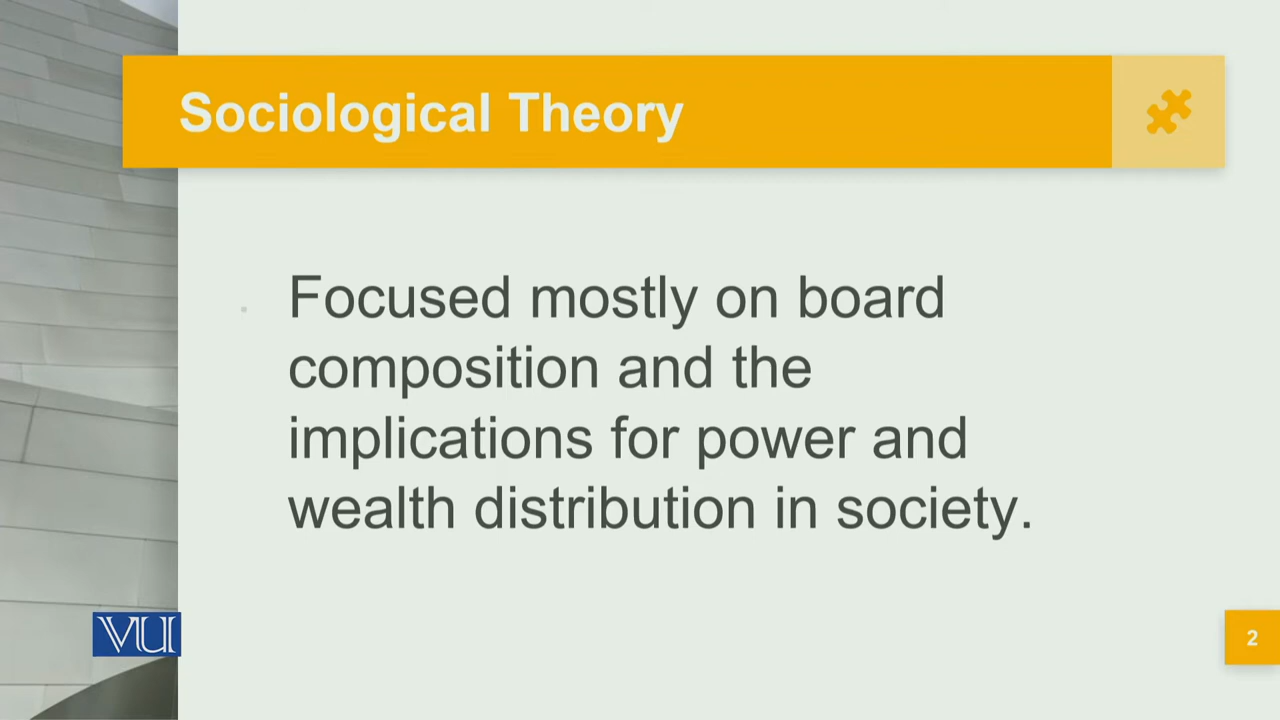 Sociological Theory
Focused mostly on board
composition and the
implications for power and
wealth distribution in society.
VU
2